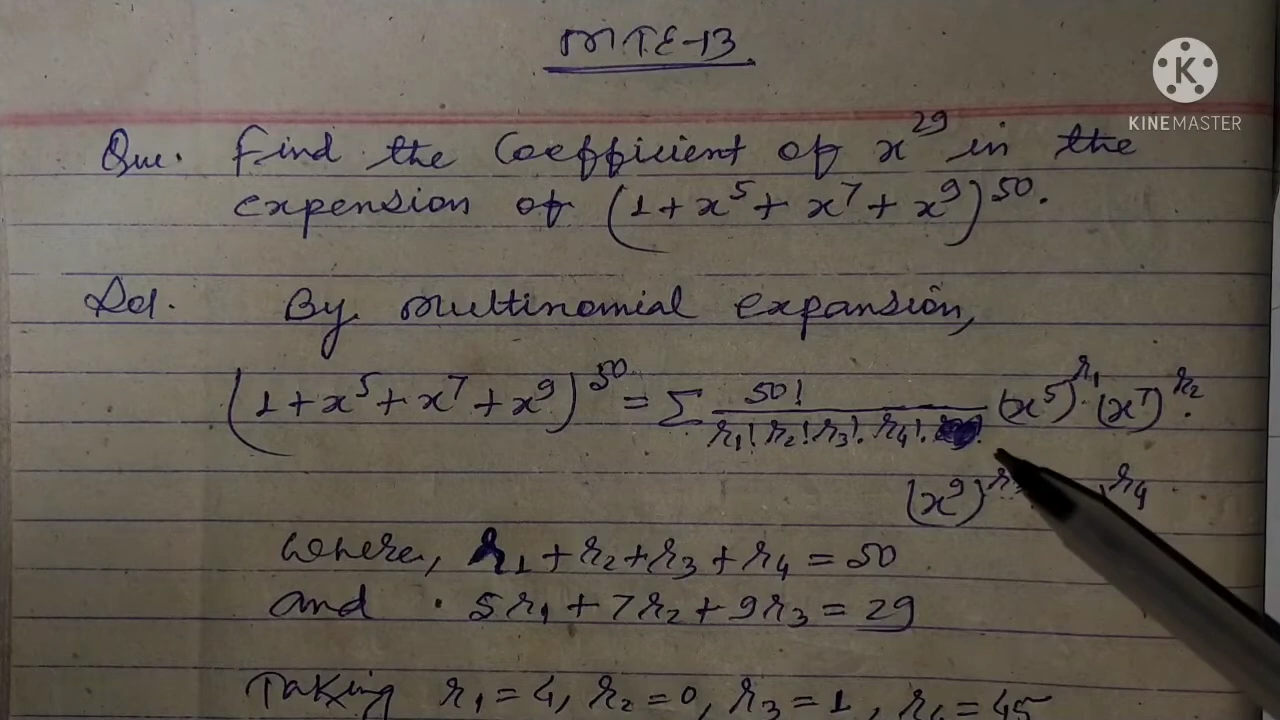 MTE-13
K
KINEMASTER
Que. Find the Coefficient of x^29 in the
expension of (1+x^5+x^7+x^9)^50.
Sol. By multinomial expansion,
(1+x^5+x^7+x^9)^50 = Σ 50!/(r₁! r₂! r₃! r₄!) (x^5)^r₁ · (x^7)^r₂ ·
(x^9)^r₃ r₄
where, r₁+r₂+r₃+r₄=50
and · 5r₁+7r₂+9r₃=29
Taking r₁=4, r₂=0, r₃=1, r₄=45